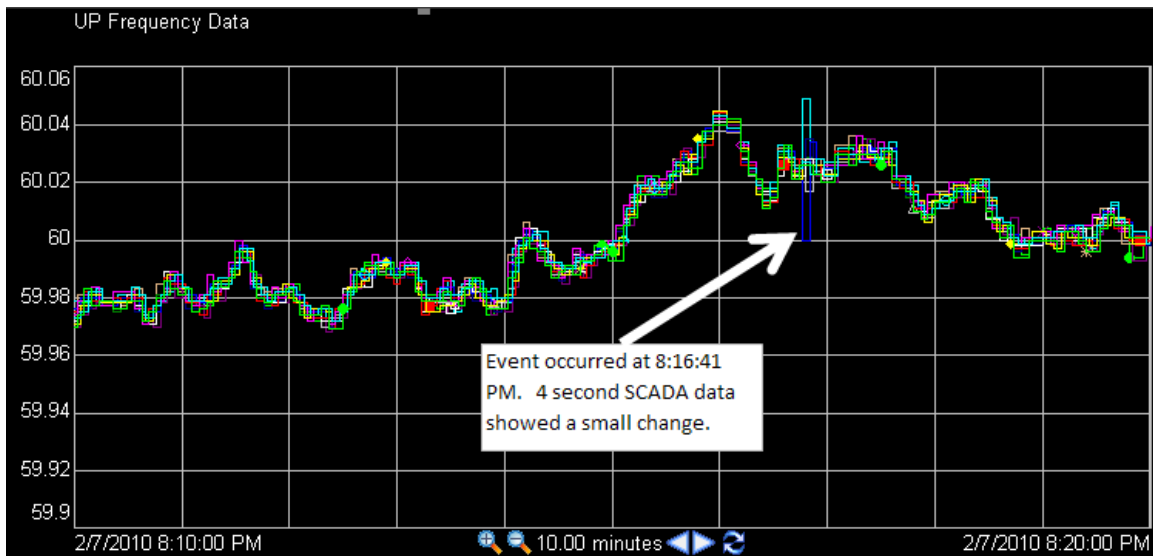 UP Frequency Data
60.06
60.04
60.02
60
59.98
59.96
59.94
59.92
59.9
Event occurred at 8:16:41
PM.   4 second SCADA data
showed a small change.
2/7/2010 8:10:00 PM
10.00 minutes
2/7/2010 8:20:00 PM